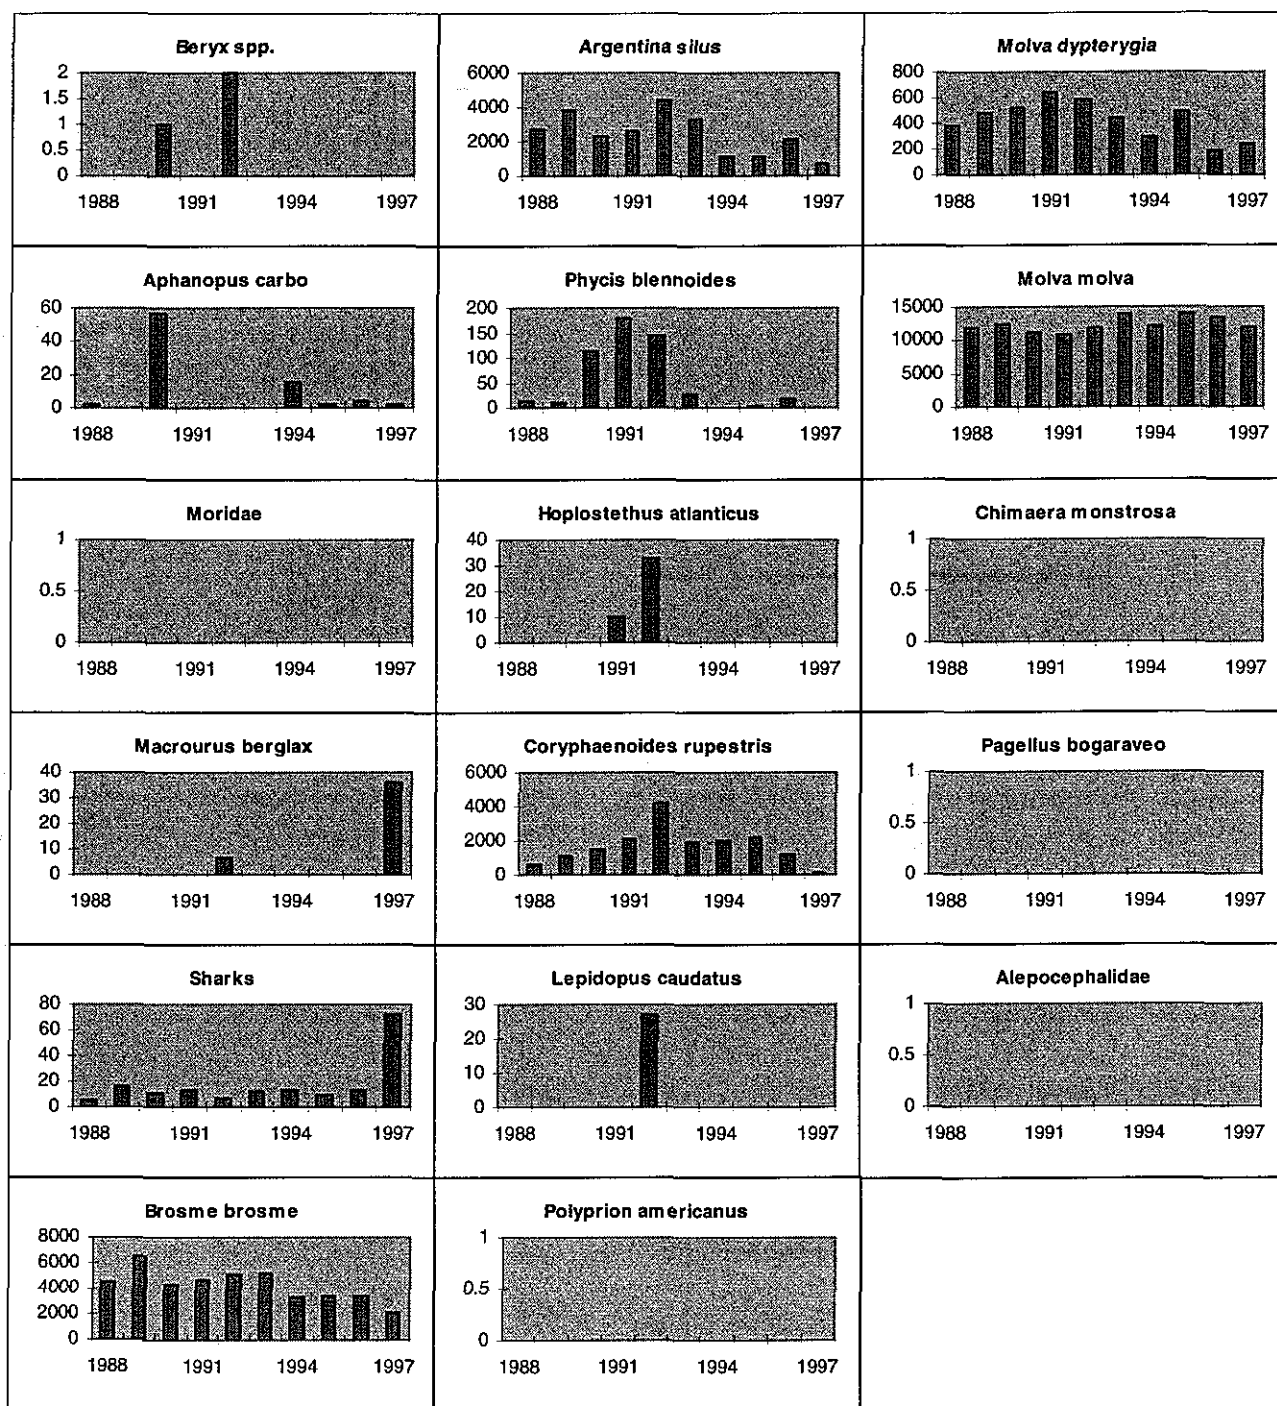 Beryx spp.
2
1.5
1
0.5
0
1988 1991 1994 1997
Argentina silus
6000
4000
2000
0
1988 1991 1994 1997
Molva dypterygia
800
600
400
200
0
1988 1991 1994 1997
Aphanopus carbo
60
40
20
0
1988 1991 1994 1997
Phycis blennoides
200
150
100
50
0
1988 1991 1994 1997
Molva molva
15000
10000
5000
0
1988 1991 1994 1997
Moridae
1
0.5
0
1988 1991 1994 1997
Hoplostethus atlanticus
40
30
20
10
0
1988 1991 1994 1997
Chimaera monstrosa
1
0.5
0
1988 1991 1994 1997
Macrourus berglax
40
30
20
10
0
1988 1991 1994 1997
Coryphaenoides rupestris
6000
4000
2000
0
1988 1991 1994 1997
Pagellus bogaraveo
1
0.5
0
1988 1991 1994 1997
Sharks
80
60
40
20
0
1988 1991 1994 1997
Lepidopus caudatus
30
20
10
0
1988 1991 1994 1997
Alepocephalidae
1
0.5
0
1988 1991 1994 1997
Brosme brosme
8000
6000
4000
2000
0
1988 1991 1994 1997
Polyprion americanus
1
0.5
0
1988 1991 1994 1997